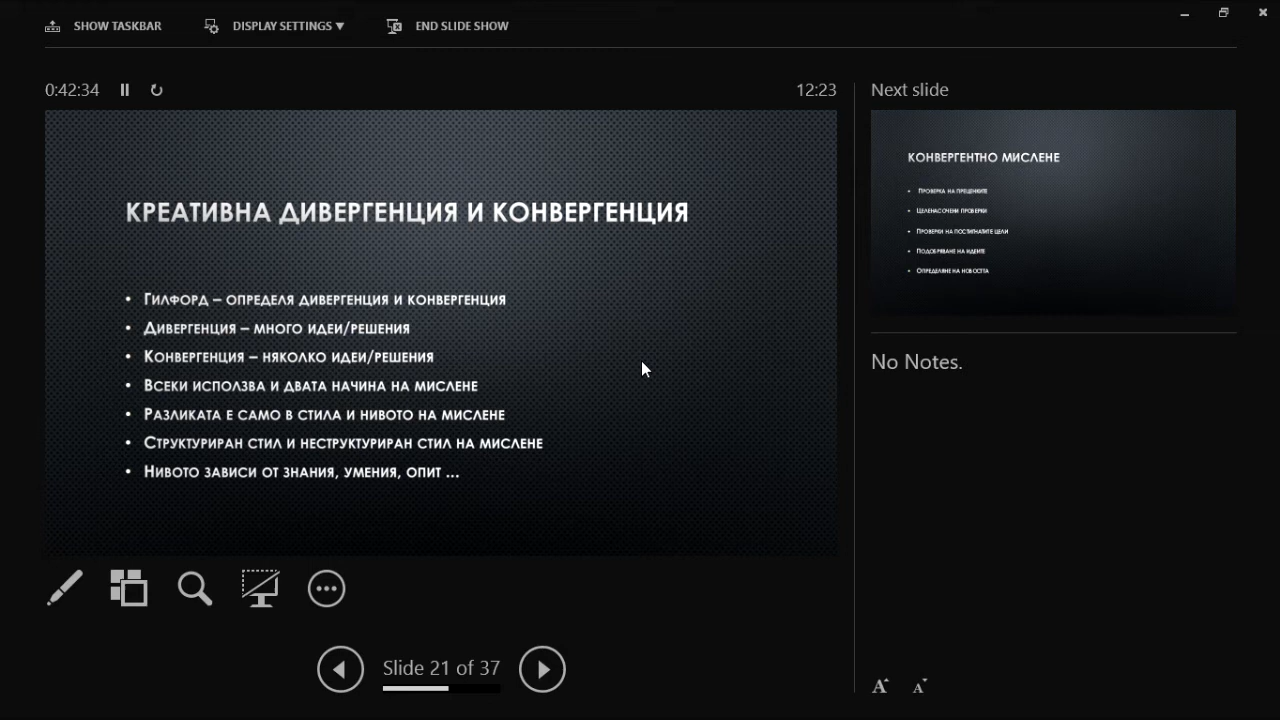 SHOW TASKBAR
DISPLAY SETTINGS ▼
END SLIDE SHOW
0:42:34
12:23
КРЕАТИВНА ДИВЕРГЕНЦИЯ И КОНВЕРГЕНЦИЯ
• Гилфорд – определя дивергенция и конвергенция
• Дивергенция – много идеи/решения
• Конвергенция – няколко идеи/решения
• Всеки исползва и двата начина на мислене
• Разликата е само в стила и нивото на мислене
• Структуриран стил и неструктуриран стил на мислене
• Нивото зависи от знания, умения, опит ...
Slide 21 of 37
Next slide
КОНВЕРГЕНТНО МИСЛЕНЕ
• Проверка на преценките
• Целенасочени проверки
• Проверки на постигнатите цели
• Подобряване на идеите
• Определяне на новостта
No Notes.
A A